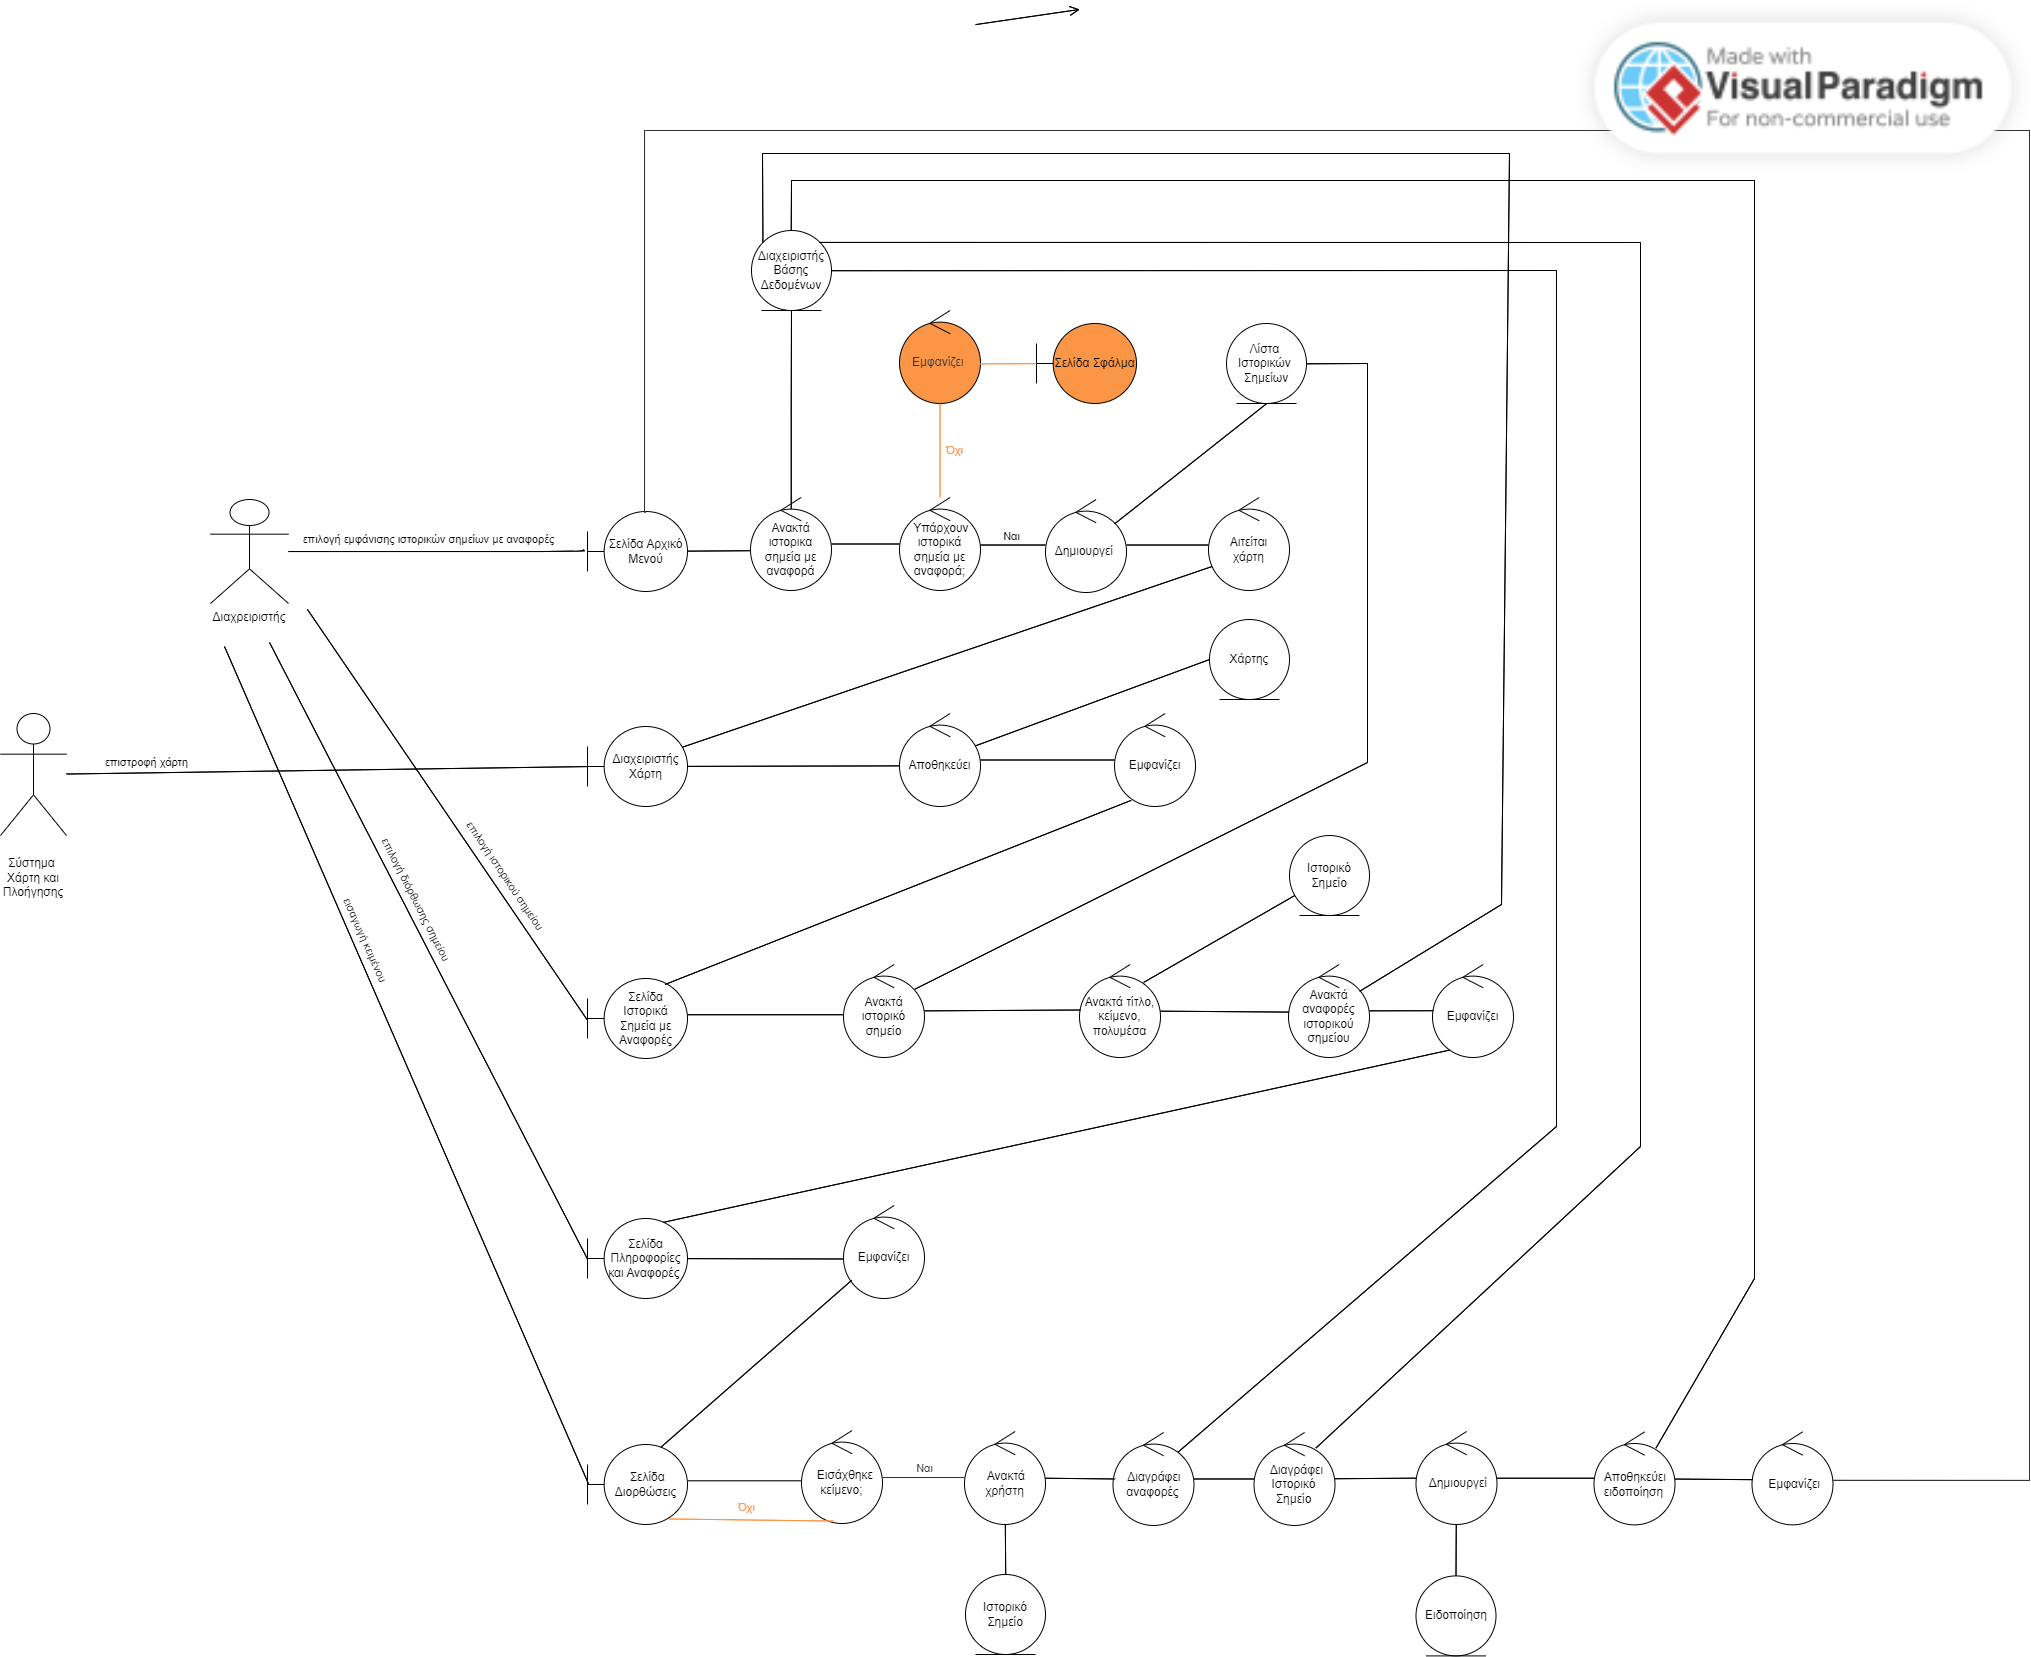 Made with
Visual Paradigm
For non-commercial use
Διαχειριστής
Βάσης
Δεδομένων
Εμφανίζει
Σελίδα Σφάλμα
Λίστα
Ιστορικών
Σημείων
Όχι
επιλογή εμφάνισης ιστορικών σημείων με αναφορές
Σελίδα Αρχικό
Μενού
Ανακτά
ιστορικα
σημεία με
αναφορά
Υπάρχουν
ιστορικά
σημεία με
αναφορά;
Ναι
Δημιουργεί
Αιτείται
χάρτη
Διαχρειριστής
Χάρτης
επιστροφή χάρτη
Διαχειριστής
Χάρτη
Αποθηκεύει
Εμφανίζει
Σύστημα
Χάρτη και
Πλοήγησης
επιλογή ιστορικού σημείου
επιλογή διόρθωσης σημείου
εισαγωγή κειμένου
Ιστορικό
Σημείο
Σελίδα
Ιστορικά
Σημεία με
Αναφορές
Ανακτά
ιστορικό
σημείο
Ανακτά τίτλο,
κείμενο,
πολυμέσα
Ανακτά
αναφορές
ιστορικού
σημείου
Εμφανίζει
Σελίδα
Πληροφορίες
και Αναφορές
Εμφανίζει
Σελίδα
Διορθώσεις
Όχι
Εισάχθηκε
κείμενο;
Ναι
Ανακτά
χρήστη
Διαγράφει
αναφορές
Διαγράφει
Ιστορικό
Σημείο
Δημιουργεί
Αποθηκεύει
ειδοποίηση
Εμφανίζει
Ιστορικό
Σημείο
Ειδοποίηση